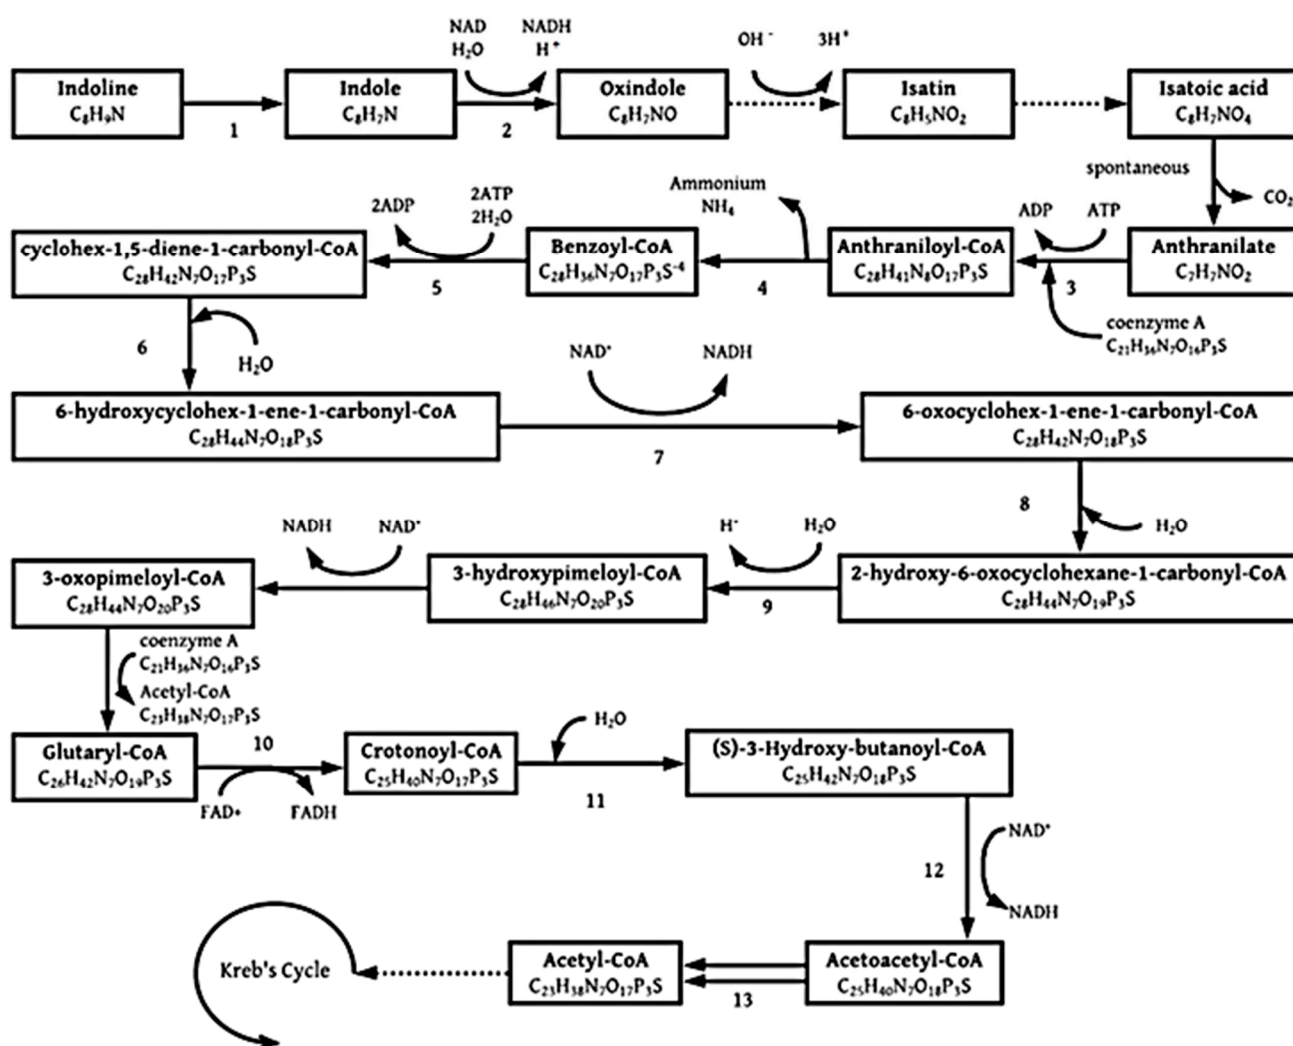 NAD
H₂O
NADH
H⁺
OH⁻
3H⁺
Indoline
C₈H₉N
1
Indole
C₈H₇N
2
Oxindole
C₈H₇NO
Isatin
C₈H₅NO₂
Isatoic acid
C₈H₇NO₄
spontaneous
CO₂
Anthranilate
C₇H₇NO₂
ATP
ADP
3
coenzyme A
C₂₁H₃₆N₇O₁₆P₃S
Anthraniloyl-CoA
C₂₈H₄₁N₈O₁₇P₃S
Ammonium
NH₄
4
Benzoyl-CoA
C₂₈H₃₆N₇O₁₇P₃S⁻⁴
2ATP
2H₂O
2ADP
5
cyclohex-1,5-diene-1-carbonyl-CoA
C₂₈H₄₂N₇O₁₇P₃S
6
H₂O
6-hydroxycyclohex-1-ene-1-carbonyl-CoA
C₂₈H₄₄N₇O₁₈P₃S
NAD⁺
NADH
7
6-oxocyclohex-1-ene-1-carbonyl-CoA
C₂₈H₄₂N₇O₁₈P₃S
8
H₂O
2-hydroxy-6-oxocyclohexane-1-carbonyl-CoA
C₂₈H₄₄N₇O₁₉P₃S
H₂O
H⁺
9
3-hydroxypimeloyl-CoA
C₂₈H₄₆N₇O₂₀P₃S
NAD⁺
NADH
3-oxopimeloyl-CoA
C₂₈H₄₄N₇O₂₀P₃S
coenzyme A
C₂₁H₃₆N₇O₁₆P₃S
Acetyl-CoA
C₂₃H₃₈N₇O₁₇P₃S
Glutaryl-CoA
C₂₆H₄₂N₇O₁₉P₃S
10
FAD+
FADH
Crotonoyl-CoA
C₂₅H₄₀N₇O₁₇P₃S
H₂O
11
(S)-3-Hydroxy-butanoyl-CoA
C₂₅H₄₂N₇O₁₈P₃S
NAD⁺
12
NADH
Acetoacetyl-CoA
C₂₅H₄₀N₇O₁₈P₃S
13
Acetyl-CoA
C₂₃H₃₈N₇O₁₇P₃S
Kreb's Cycle